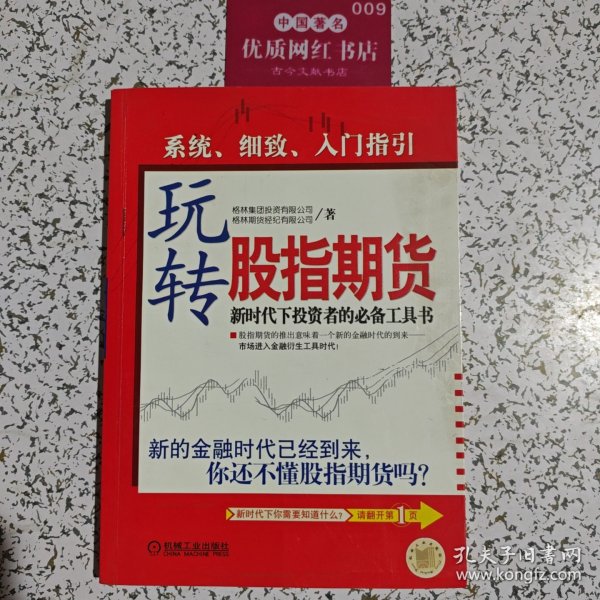 009
中国著名
优质网红书店
古今文献书店
系统、细致、入门指引
玩转
格林集团投资有限公司
格林期货经纪有限公司
/著
股指期货
新时代下投资者的必备工具书
■股指期货的推出意味着一个新的金融时代的到来——
市场进入金融衍生工具时代！
新的金融时代已经到来，
你还不懂股指期货吗？
新时代下你需要知道什么？
请翻开第1页
机械工业出版社
CHINA MACHINE PRESS
孔夫子旧书网
www.kongfz.com